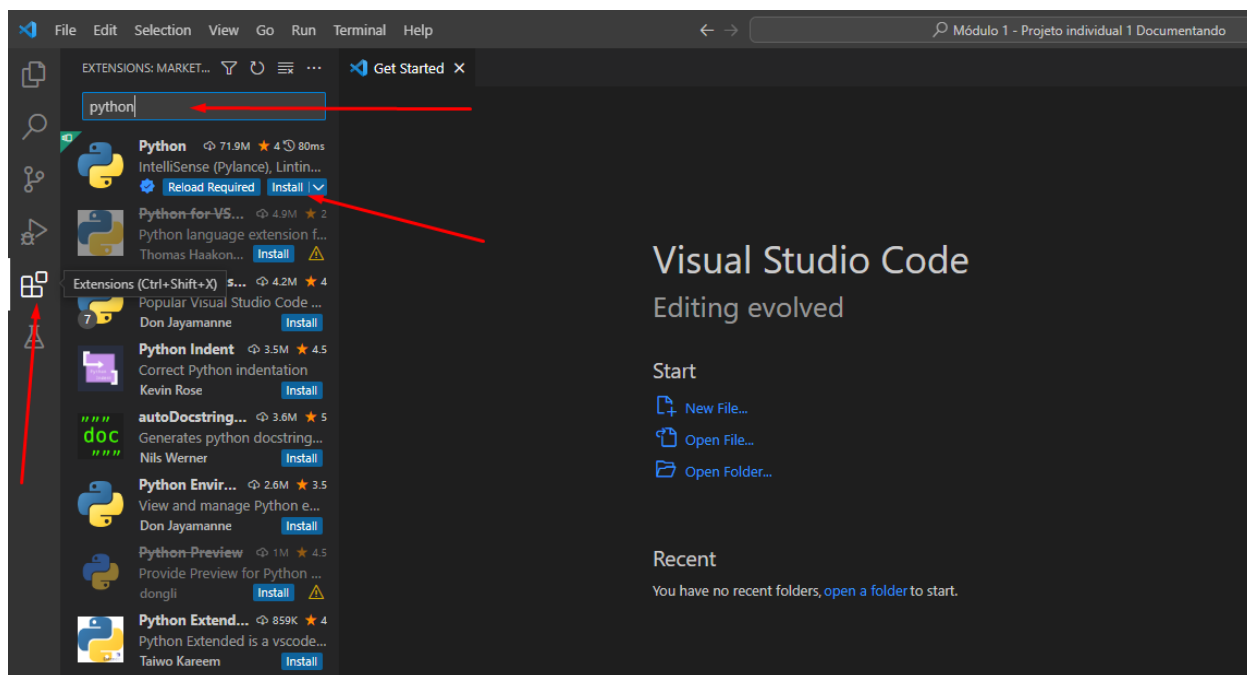 File Edit Selection View Go Run Terminal Help
Módulo 1 - Projeto individual 1 Documentando
EXTENSIONS: MARKET...
Get Started
python
Python 71.9M 4 80ms
IntelliSense (Pylance), Lintin...
Reload Required Install
Python for VS... 4.9M 2
Python language extension f...
Thomas Haakon... Install
Extensions (Ctrl+Shift+X) s... 4.2M 4
Popular Visual Studio Code ...
7 Don Jayamanne Install
Python Indent 3.5M 4.5
Correct Python indentation
Kevin Rose Install
autoDocstring... 3.6M 5
""" doc """
Generates python docstring...
Nils Werner Install
Python Envir... 2.6M 3.5
View and manage Python e...
Don Jayamanne Install
Python Preview 1M 4.5
Provide Preview for Python ...
dongli Install
Python Extend... 859K 4
Python Extended is a vscode...
Taiwo Kareem Install
Visual Studio Code
Editing evolved
Start
New File...
Open File...
Open Folder...
Recent
You have no recent folders, open a folder to start.